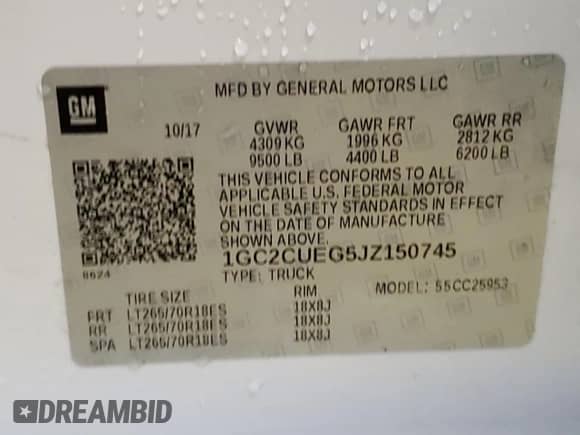 GM
MFD BY GENERAL MOTORS LLC
10/17 GVWR GAWR FRT GAWR RR
4309 KG 1996 KG 2812 KG
9500 LB 4400 LB 6200 LB
THIS VEHICLE CONFORMS TO ALL
APPLICABLE U.S. FEDERAL MOTOR
VEHICLE SAFETY STANDARDS IN EFFECT
ON THE DATE OF MANUFACTURE
SHOWN ABOVE.
8624
1GC2CUEG5JZ150745
TYPE: TRUCK
MODEL: 55CC25953
TIRE SIZE RIM
FRT LT265/70R18ES 18X8J
RR LT265/70R18ES 18X8J
SPA LT265/70R18ES 18X8J
DREAMBID